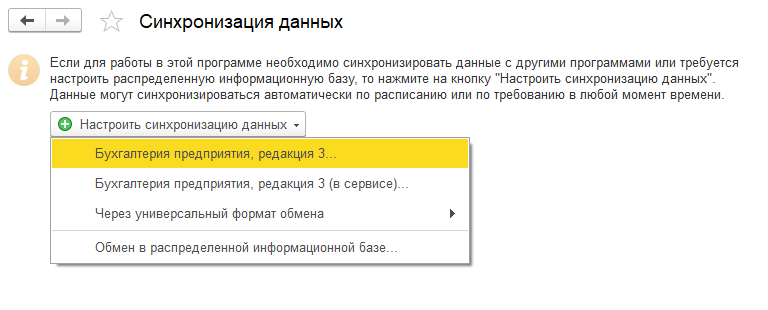 Синхронизация данных
Если для работы в этой программе необходимо синхронизировать данные с другими программами или требуется
настроить распределенную информационную базу, то нажмите на кнопку "Настроить синхронизацию данных".
Данные могут синхронизироваться автоматически по расписанию или по требованию в любой момент времени.
Настроить синхронизацию данных
Бухгалтерия предприятия, редакция 3...
Бухгалтерия предприятия, редакция 3 (в сервисе)...
Через универсальный формат обмена
Обмен в распределенной информационной базе...